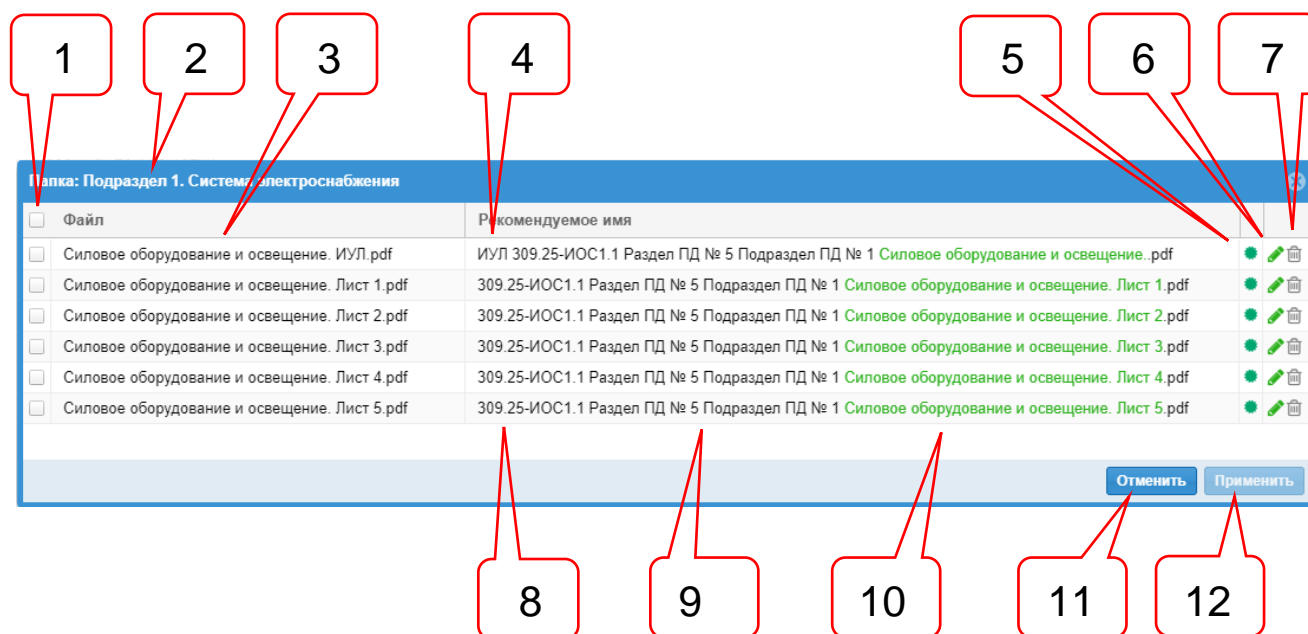 1 2 3 4 5 6 7
Папка: Подраздел 1. Система электроснабжения
Файл Рекомендуемое имя
Силовое оборудование и освещение. ИУЛ.pdf ИУЛ 309.25-ИОС1.1 Раздел ПД № 5 Подраздел ПД № 1 Силовое оборудование и освещение..pdf
Силовое оборудование и освещение. Лист 1.pdf 309.25-ИОС1.1 Раздел ПД № 5 Подраздел ПД № 1 Силовое оборудование и освещение. Лист 1.pdf
Силовое оборудование и освещение. Лист 2.pdf 309.25-ИОС1.1 Раздел ПД № 5 Подраздел ПД № 1 Силовое оборудование и освещение. Лист 2.pdf
Силовое оборудование и освещение. Лист 3.pdf 309.25-ИОС1.1 Раздел ПД № 5 Подраздел ПД № 1 Силовое оборудование и освещение. Лист 3.pdf
Силовое оборудование и освещение. Лист 4.pdf 309.25-ИОС1.1 Раздел ПД № 5 Подраздел ПД № 1 Силовое оборудование и освещение. Лист 4.pdf
Силовое оборудование и освещение. Лист 5.pdf 309.25-ИОС1.1 Раздел ПД № 5 Подраздел ПД № 1 Силовое оборудование и освещение. Лист 5.pdf
Отменить Применить
8 9 10 11 12